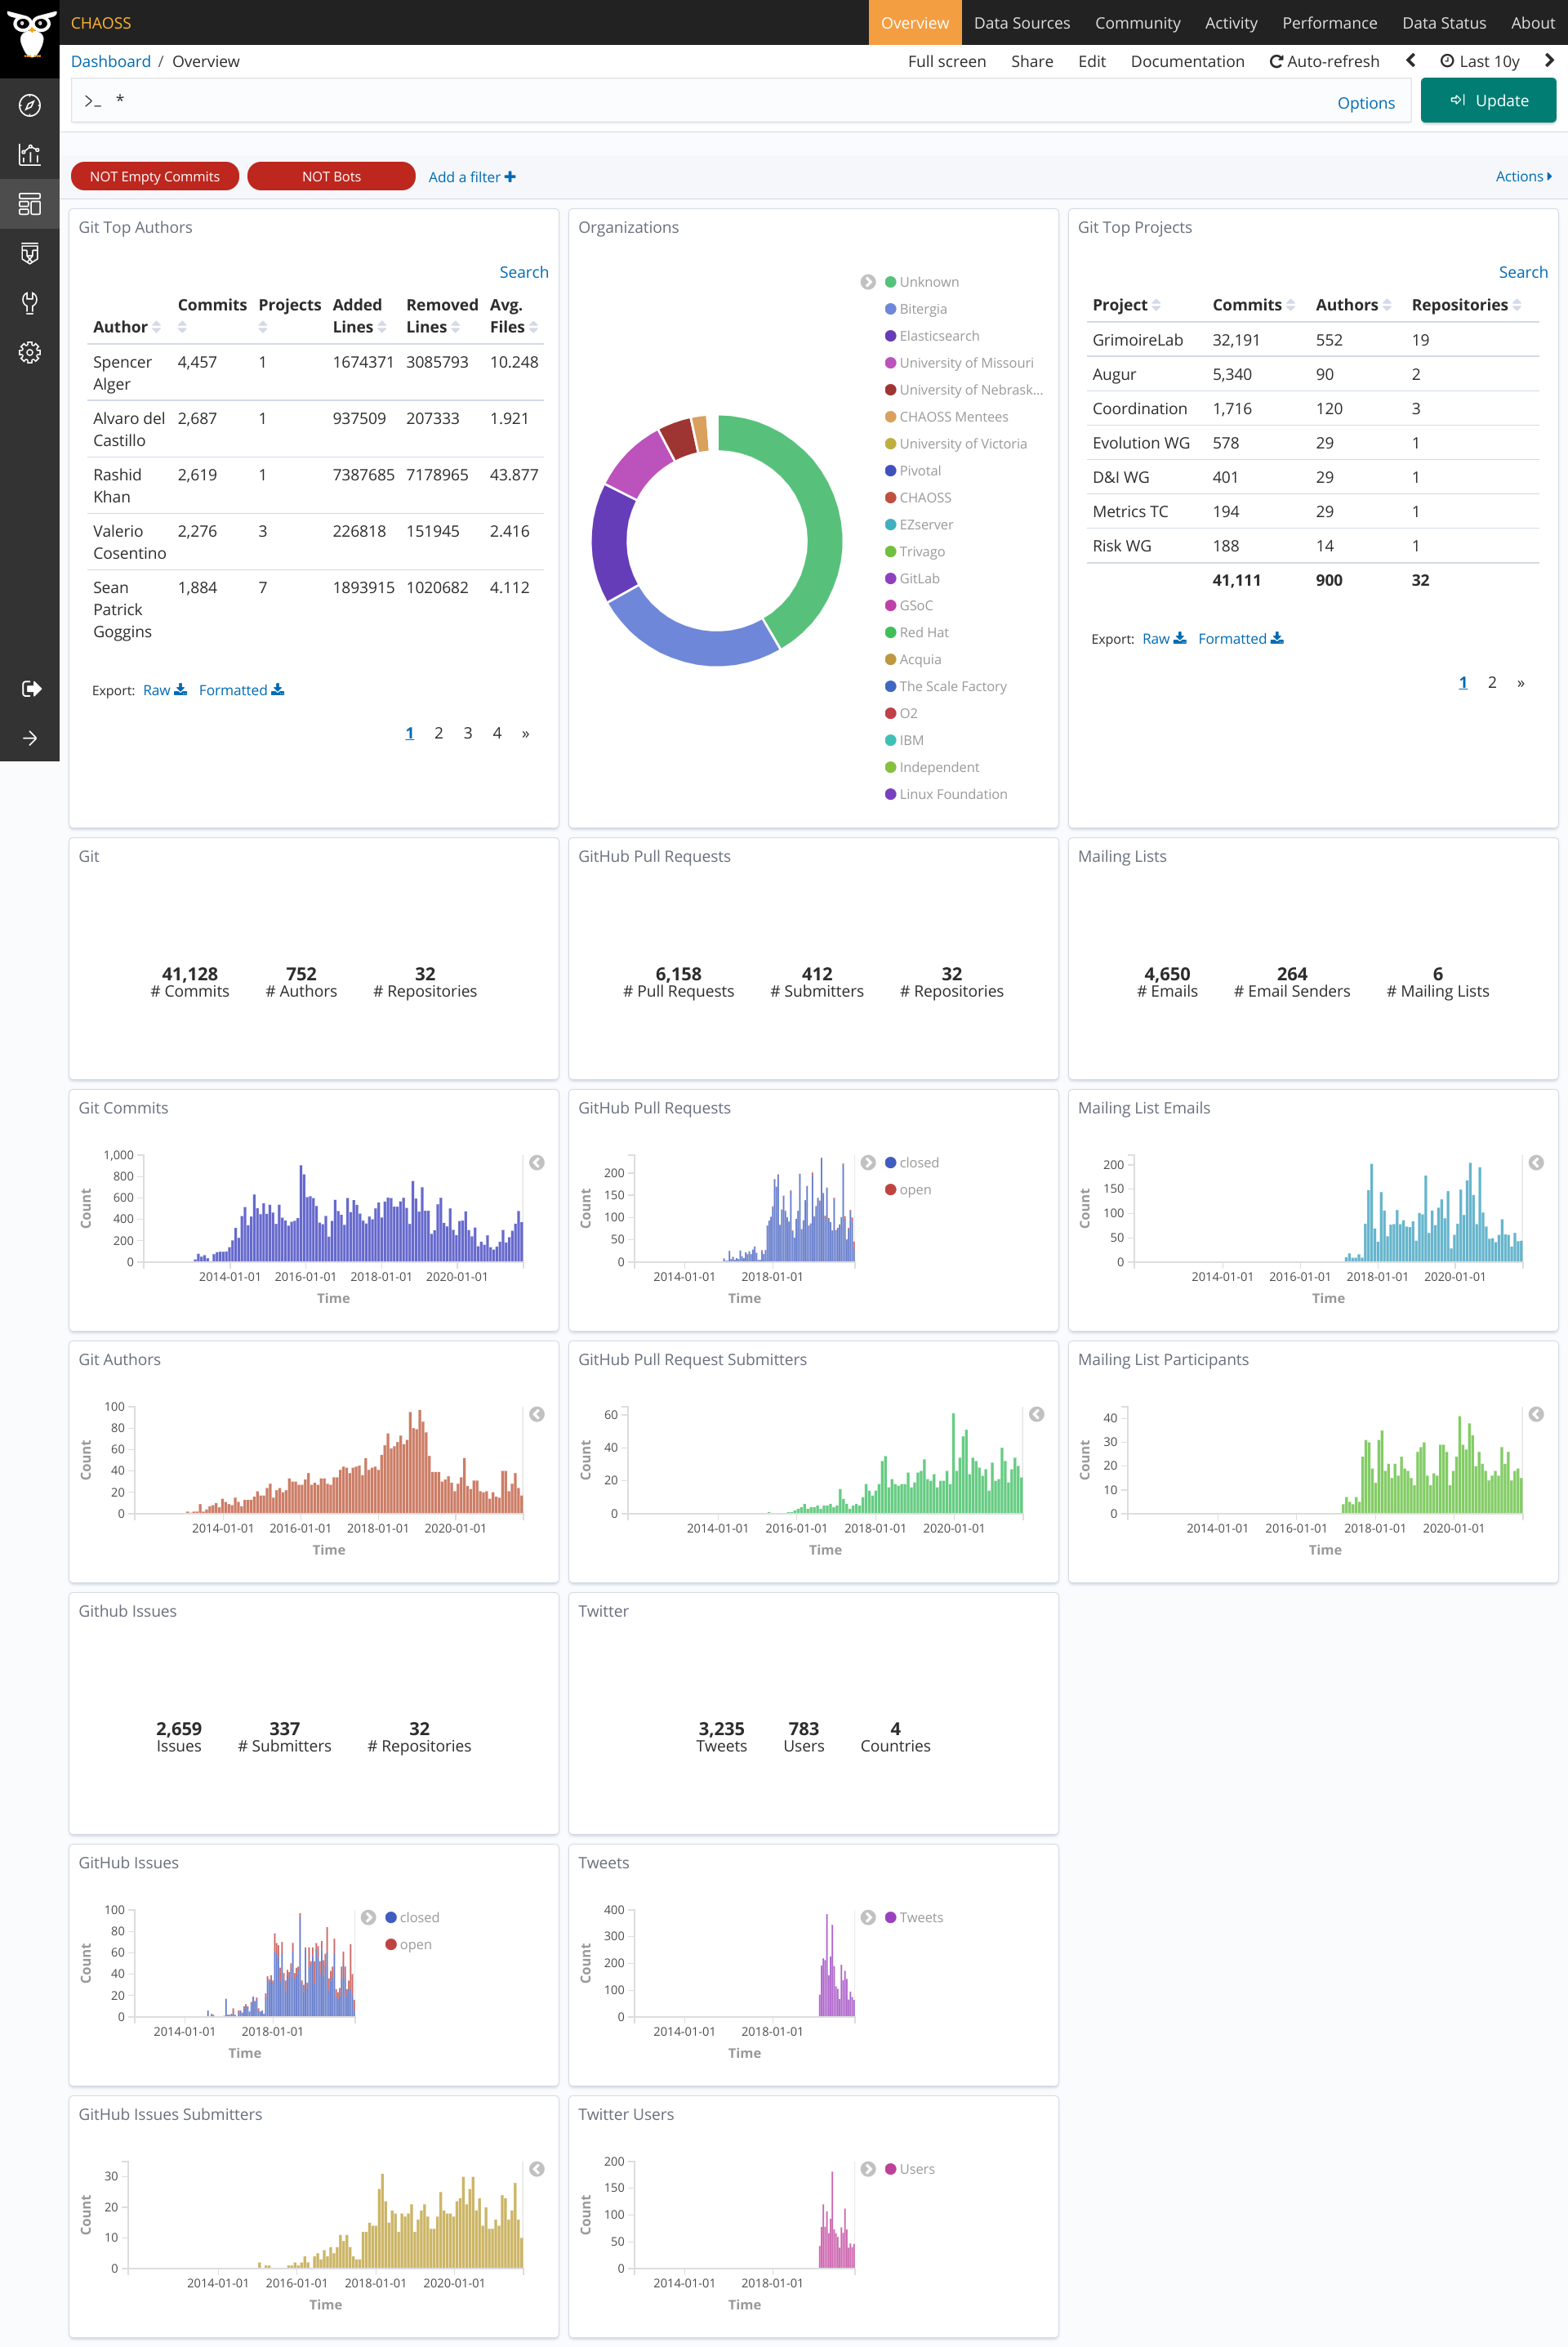 CHAOSS
Overview Data Sources Community Activity Performance Data Status About
Dashboard / Overview
Full screen Share Edit Documentation Auto-refresh Last 10y
>_ *
Options
Update
NOT Empty Commits
NOT Bots
Add a filter
Actions
Git Top Authors
Search
Author Commits Projects Added Lines Removed Lines Avg. Files
Spencer Alger 4,457 1 1674371 3085793 10.248
Alvaro del Castillo 2,687 1 937509 207333 1.921
Rashid Khan 2,619 1 7387685 7178965 43.877
Valerio Cosentino 2,276 3 226818 151945 2.416
Sean Patrick Goggins 1,884 7 1893915 1020682 4.112
Export: Raw Formatted
1 2 3 4 »
Organizations
Unknown
Bitergia
Elasticsearch
University of Missouri
University of Nebrask...
CHAOSS Mentees
University of Victoria
Pivotal
CHAOSS
EZserver
Trivago
GitLab
GSoC
Red Hat
Acquia
The Scale Factory
O2
IBM
Independent
Linux Foundation
Git Top Projects
Search
Project Commits Authors Repositories
GrimoireLab 32,191 552 19
Augur 5,340 90 2
Coordination 1,716 120 3
Evolution WG 578 29 1
D&I WG 401 29 1
Metrics TC 194 29 1
Risk WG 188 14 1
41,111 900 32
Export: Raw Formatted
1 2 »
Git
41,128 752 32
# Commits # Authors # Repositories
GitHub Pull Requests
6,158 412 32
# Pull Requests # Submitters # Repositories
Mailing Lists
4,650 264 6
# Emails # Email Senders # Mailing Lists
Git Commits
1,000
800
600
400
200
0
Count
2014-01-01 2016-01-01 2018-01-01 2020-01-01
Time
GitHub Pull Requests
200
150
100
50
0
Count
2014-01-01 2018-01-01
Time
closed
open
Mailing List Emails
200
150
100
50
0
Count
2014-01-01 2016-01-01 2018-01-01 2020-01-01
Time
Git Authors
100
80
60
40
20
0
Count
2014-01-01 2016-01-01 2018-01-01 2020-01-01
Time
GitHub Pull Request Submitters
60
40
20
0
Count
2014-01-01 2016-01-01 2018-01-01 2020-01-01
Time
Mailing List Participants
40
30
20
10
0
Count
2014-01-01 2016-01-01 2018-01-01 2020-01-01
Time
Github Issues
2,659 337 32
Issues # Submitters # Repositories
Twitter
3,235 783 4
Tweets Users Countries
GitHub Issues
100
80
60
40
20
0
Count
2014-01-01 2018-01-01
Time
closed
open
Tweets
400
300
200
100
0
Count
2014-01-01 2018-01-01
Time
Tweets
GitHub Issues Submitters
30
20
10
0
Count
2014-01-01 2016-01-01 2018-01-01 2020-01-01
Time
Twitter Users
200
150
100
50
0
Count
2014-01-01 2018-01-01
Time
Users